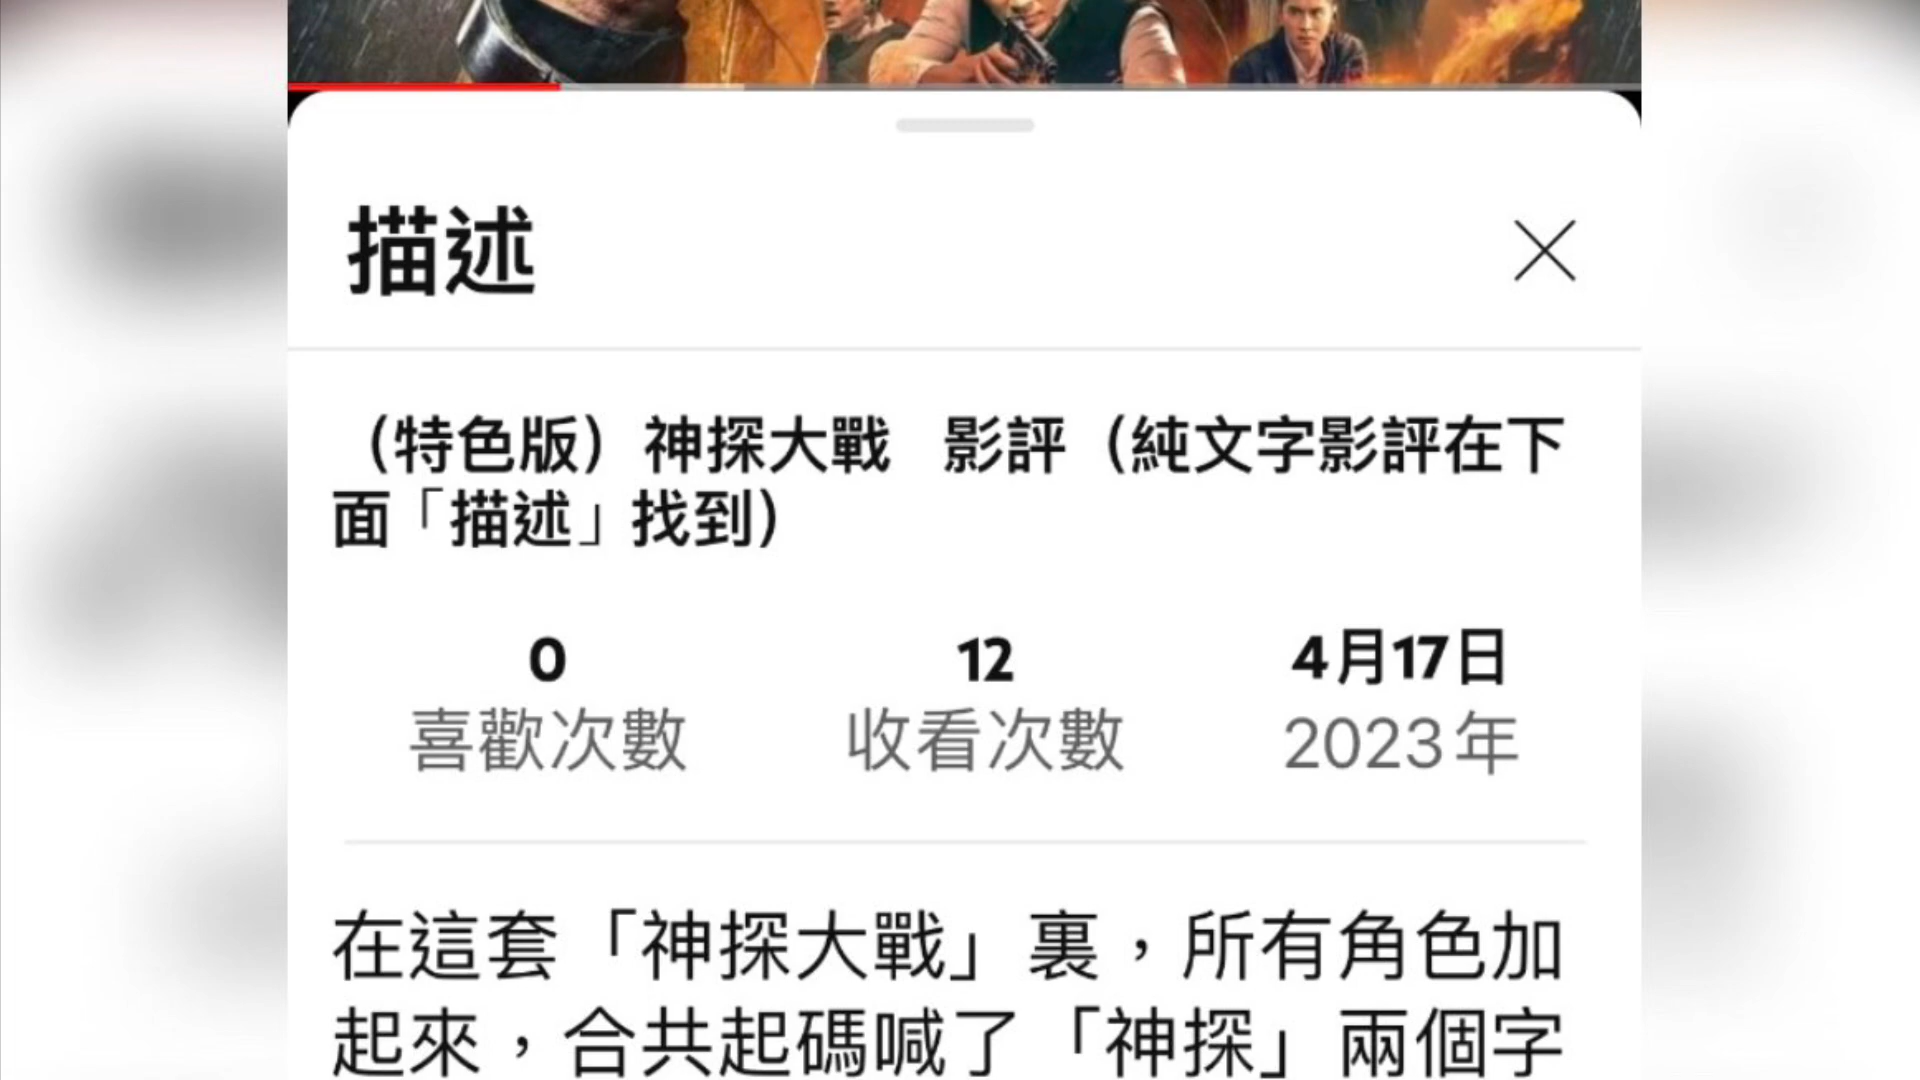 描述
（特色版）神探大戰 影評（純文字影評在下
面「描述」找到）
0 12 4月17日
喜歡次數 收看次數 2023年
在這套「神探大戰」裏，所有角色加
起來，合共起碼喊了「神探」兩個字